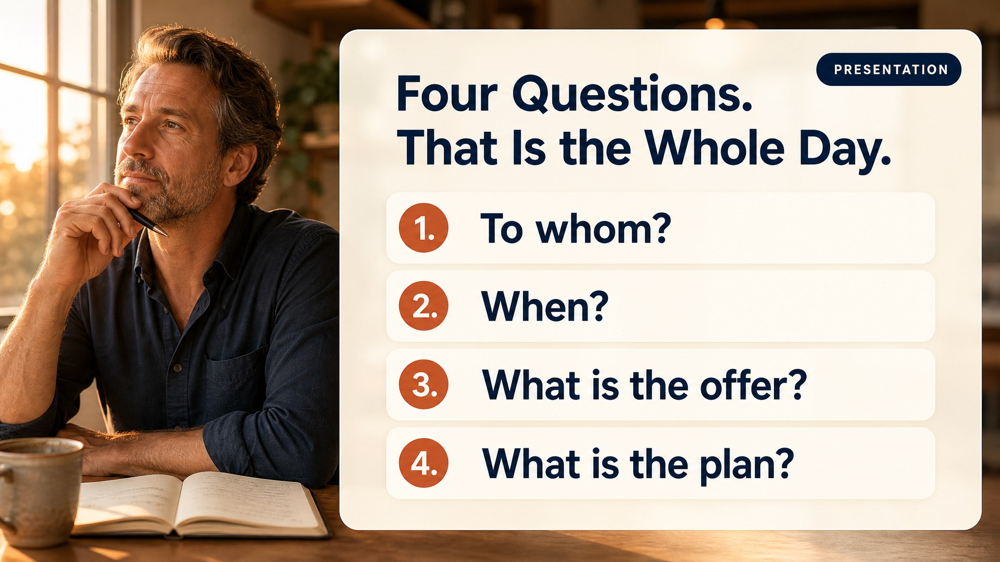 PRESENTATION
Four Questions.
That Is the Whole Day.
1. To whom?
2. When?
3. What is the offer?
4. What is the plan?